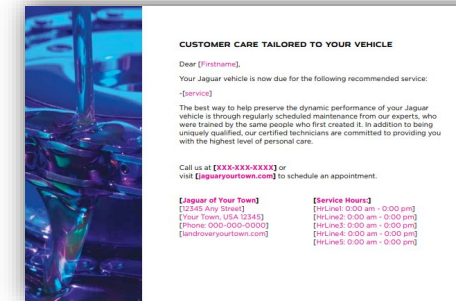 CUSTOMER CARE TAILORED TO YOUR VEHICLE
Dear [Firstname],
Your Jaguar vehicle is now due for the following recommended service:
-[service]
The best way to help preserve the dynamic performance of your Jaguar
vehicle is through regularly scheduled maintenance from our experts, who
were trained by the same people who first created it. In addition to being
uniquely qualified, our certified technicians are committed to providing you
with the highest level of personal care.
Call us at [XXX-XXX-XXXX] or
visit [jaguaryourtown.com] to schedule an appointment.
[Jaguar of Your Town]
[12345 Any Street]
[Your Town, USA 12345]
[Phone: 000-000-0000]
[landroveryourtown.com]
[Service Hours:]
[HrLine1: 0:00 am - 0:00 pm]
[HrLine2: 0:00 am - 0:00 pm]
[HrLine3: 0:00 am - 0:00 pm]
[HrLine4: 0:00 am - 0:00 pm]
[HrLine5: 0:00 am - 0:00 pm]